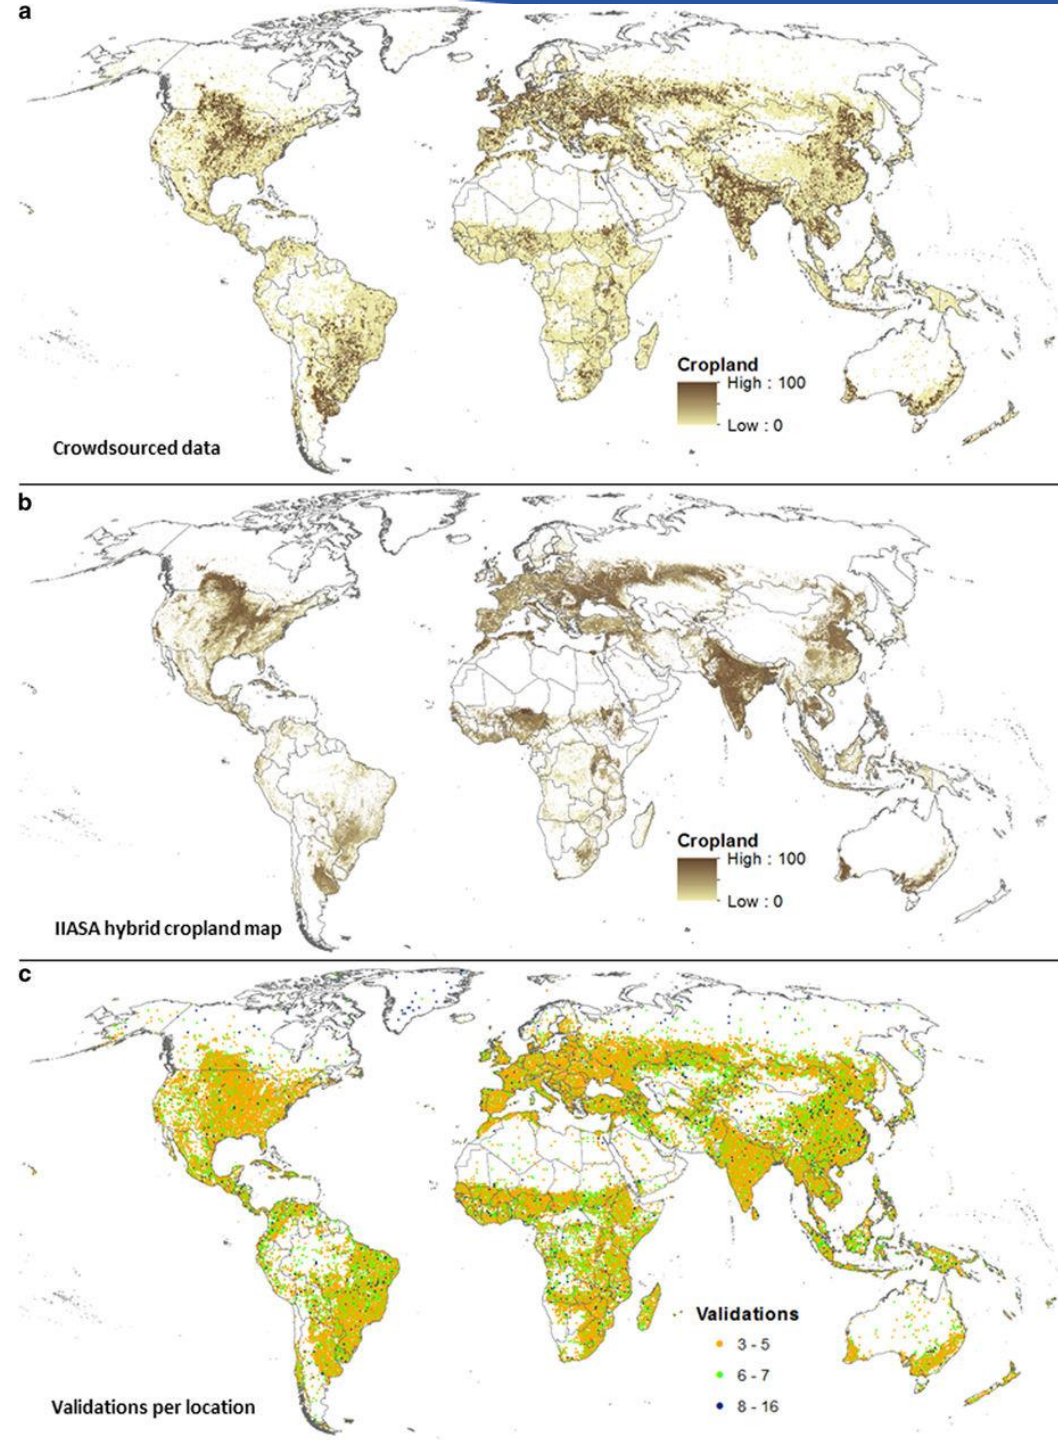 a
Cropland
High : 100
Low : 0
Crowdsourced data
b
Cropland
High : 100
Low : 0
IIASA hybrid cropland map
c
Validations
3 - 5
6 - 7
8 - 16
Validations per location